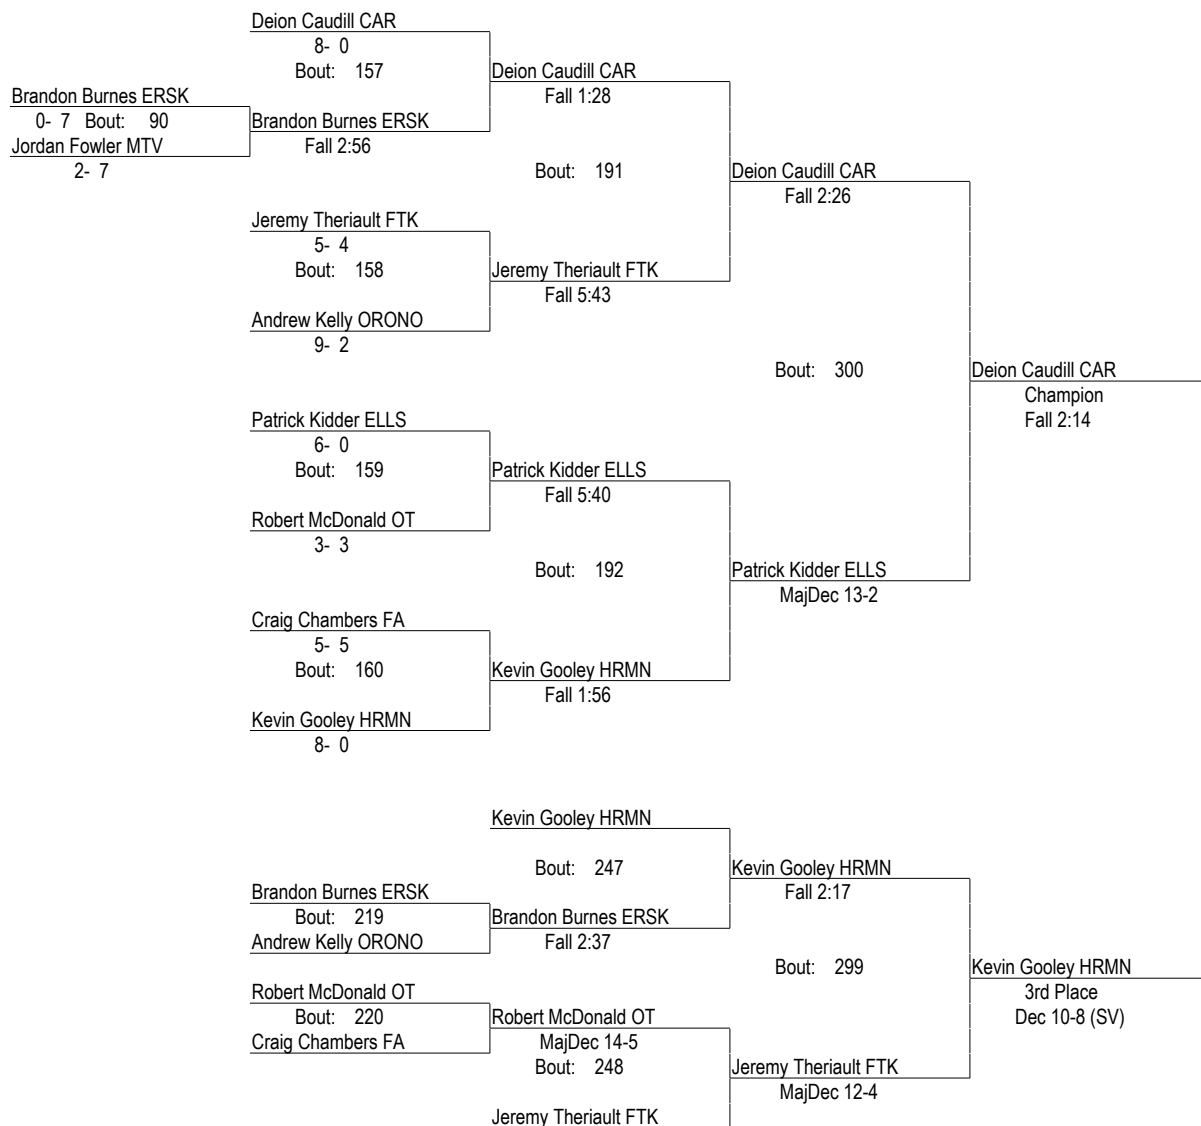 Deion Caudill CAR
8- 0
Bout: 157
Deion Caudill CAR
Brandon Burnes ERSK
Fall 1:28
0- 7 Bout: 90
Brandon Burnes ERSK
Jordan Fowler MTV
Fall 2:56
2- 7
Bout: 191
Deion Caudill CAR
Fall 2:26
Jeremy Theriault FTK
5- 4
Bout: 158
Jeremy Theriault FTK
Fall 5:43
Andrew Kelly ORONO
9- 2
Bout: 300
Deion Caudill CAR
Champion
Fall 2:14
Patrick Kidder ELLS
6- 0
Bout: 159
Patrick Kidder ELLS
Fall 5:40
Robert McDonald OT
3- 3
Bout: 192
Patrick Kidder ELLS
MajDec 13-2
Craig Chambers FA
5- 5
Bout: 160
Kevin Gooley HRMN
Fall 1:56
Kevin Gooley HRMN
8- 0
Kevin Gooley HRMN
Bout: 247
Kevin Gooley HRMN
Fall 2:17
Brandon Burnes ERSK
Bout: 219
Brandon Burnes ERSK
Andrew Kelly ORONO
Fall 2:37
Bout: 299
Kevin Gooley HRMN
3rd Place
Dec 10-8 (SV)
Robert McDonald OT
Bout: 220
Robert McDonald OT
Craig Chambers FA
MajDec 14-5
Bout: 248
Jeremy Theriault FTK
MajDec 12-4
Jeremy Theriault FTK